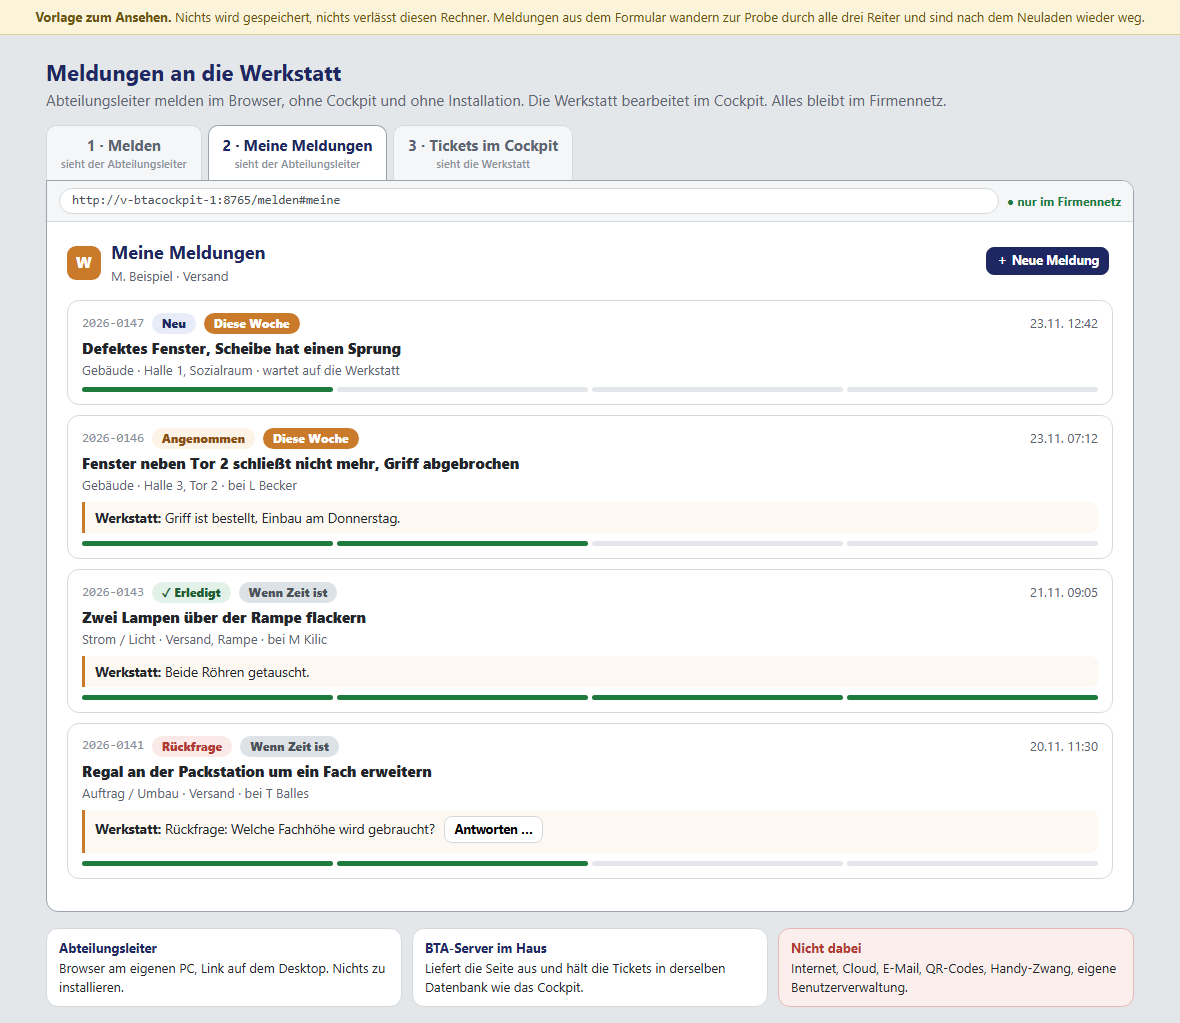 Vorlage zum Ansehen. Nichts wird gespeichert, nichts verlässt diesen Rechner. Meldungen aus dem Formular wandern zur Probe durch alle drei Reiter und sind nach dem Neuladen wieder weg.
Meldungen an die Werkstatt
Abteilungsleiter melden im Browser, ohne Cockpit und ohne Installation. Die Werkstatt bearbeitet im Cockpit. Alles bleibt im Firmennetz.
1 · Melden
sieht der Abteilungsleiter
2 · Meine Meldungen
sieht der Abteilungsleiter
3 · Tickets im Cockpit
sieht die Werkstatt
http://v-btacockpit-1:8765/melden#meine
● nur im Firmennetz
W
Meine Meldungen
M. Beispiel · Versand
+ Neue Meldung
2026-0147 Neu Diese Woche 23.11. 12:42
Defektes Fenster, Scheibe hat einen Sprung
Gebäude · Halle 1, Sozialraum · wartet auf die Werkstatt
2026-0146 Angenommen Diese Woche 23.11. 07:12
Fenster neben Tor 2 schließt nicht mehr, Griff abgebrochen
Gebäude · Halle 3, Tor 2 · bei L Becker
Werkstatt: Griff ist bestellt, Einbau am Donnerstag.
2026-0143 ✓ Erledigt Wenn Zeit ist 21.11. 09:05
Zwei Lampen über der Rampe flackern
Strom / Licht · Versand, Rampe · bei M Kilic
Werkstatt: Beide Röhren getauscht.
2026-0141 Rückfrage Wenn Zeit ist 20.11. 11:30
Regal an der Packstation um ein Fach erweitern
Auftrag / Umbau · Versand · bei T Balles
Werkstatt: Rückfrage: Welche Fachhöhe wird gebraucht? Antworten ...
Abteilungsleiter
Browser am eigenen PC, Link auf dem Desktop. Nichts zu
installieren.
BTA-Server im Haus
Liefert die Seite aus und hält die Tickets in derselben
Datenbank wie das Cockpit.
Nicht dabei
Internet, Cloud, E-Mail, QR-Codes, Handy-Zwang, eigene
Benutzerverwaltung.